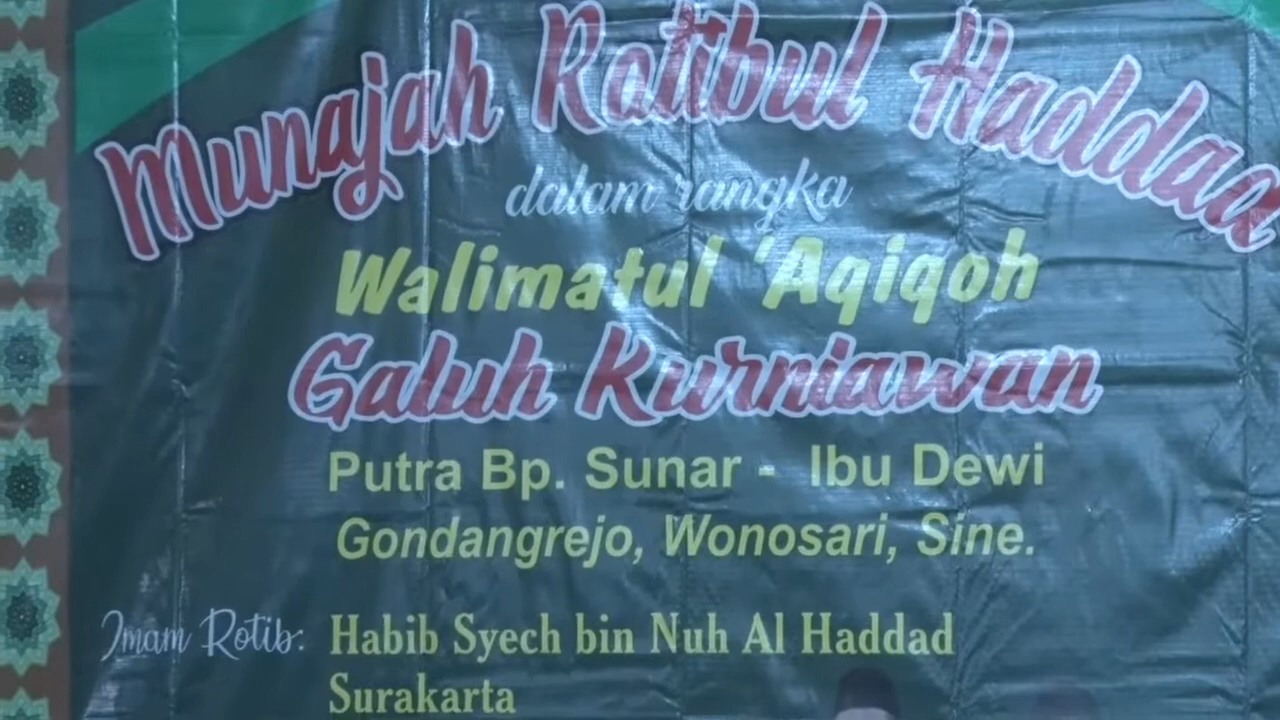 Munajah Rotibul Haddad
dalam rangka
Walimatul 'Aqiqoh
Galuh Kurniawan
Putra Bp. Sunar - Ibu Dewi
Gondangrejo, Wonosari, Sine.
Imam Rotib: Habib Syech bin Nuh Al Haddad
Surakarta